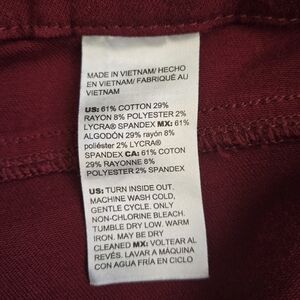 MADE IN VIETNAM/ HECHO
EN VIETNAM/ FABRIQUÉ AU
VIETNAM
US: 61% COTTON 29%
RAYON 8% POLYESTER 2%
LYCRA® SPANDEX MX: 61%
ALGODÓN 29% rayón 8%
poliéster 2% LYCRA®
SPANDEX CA: 61% COTON
29% RAYONNE 8%
POLYESTER 2% SPANDEX
US: TURN INSIDE OUT.
MACHINE WASH COLD,
GENTLE CYCLE. ONLY
NON-CHLORINE BLEACH.
TUMBLE DRY LOW. WARM
IRON. MAY BE DRY
CLEANED MX: VOLTEAR AL
REVÉS. LAVAR A MÁQUINA
CON AGUA FRÍA EN CICLO